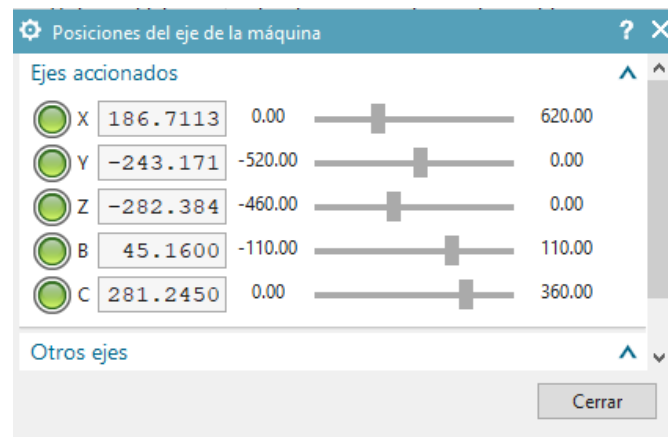 Posiciones del eje de la máquina ? X
Ejes accionados
X 186.7113 0.00 620.00
Y -243.171 -520.00 0.00
Z -282.384 -460.00 0.00
B 45.1600 -110.00 110.00
C 281.2450 0.00 360.00
Otros ejes
Cerrar